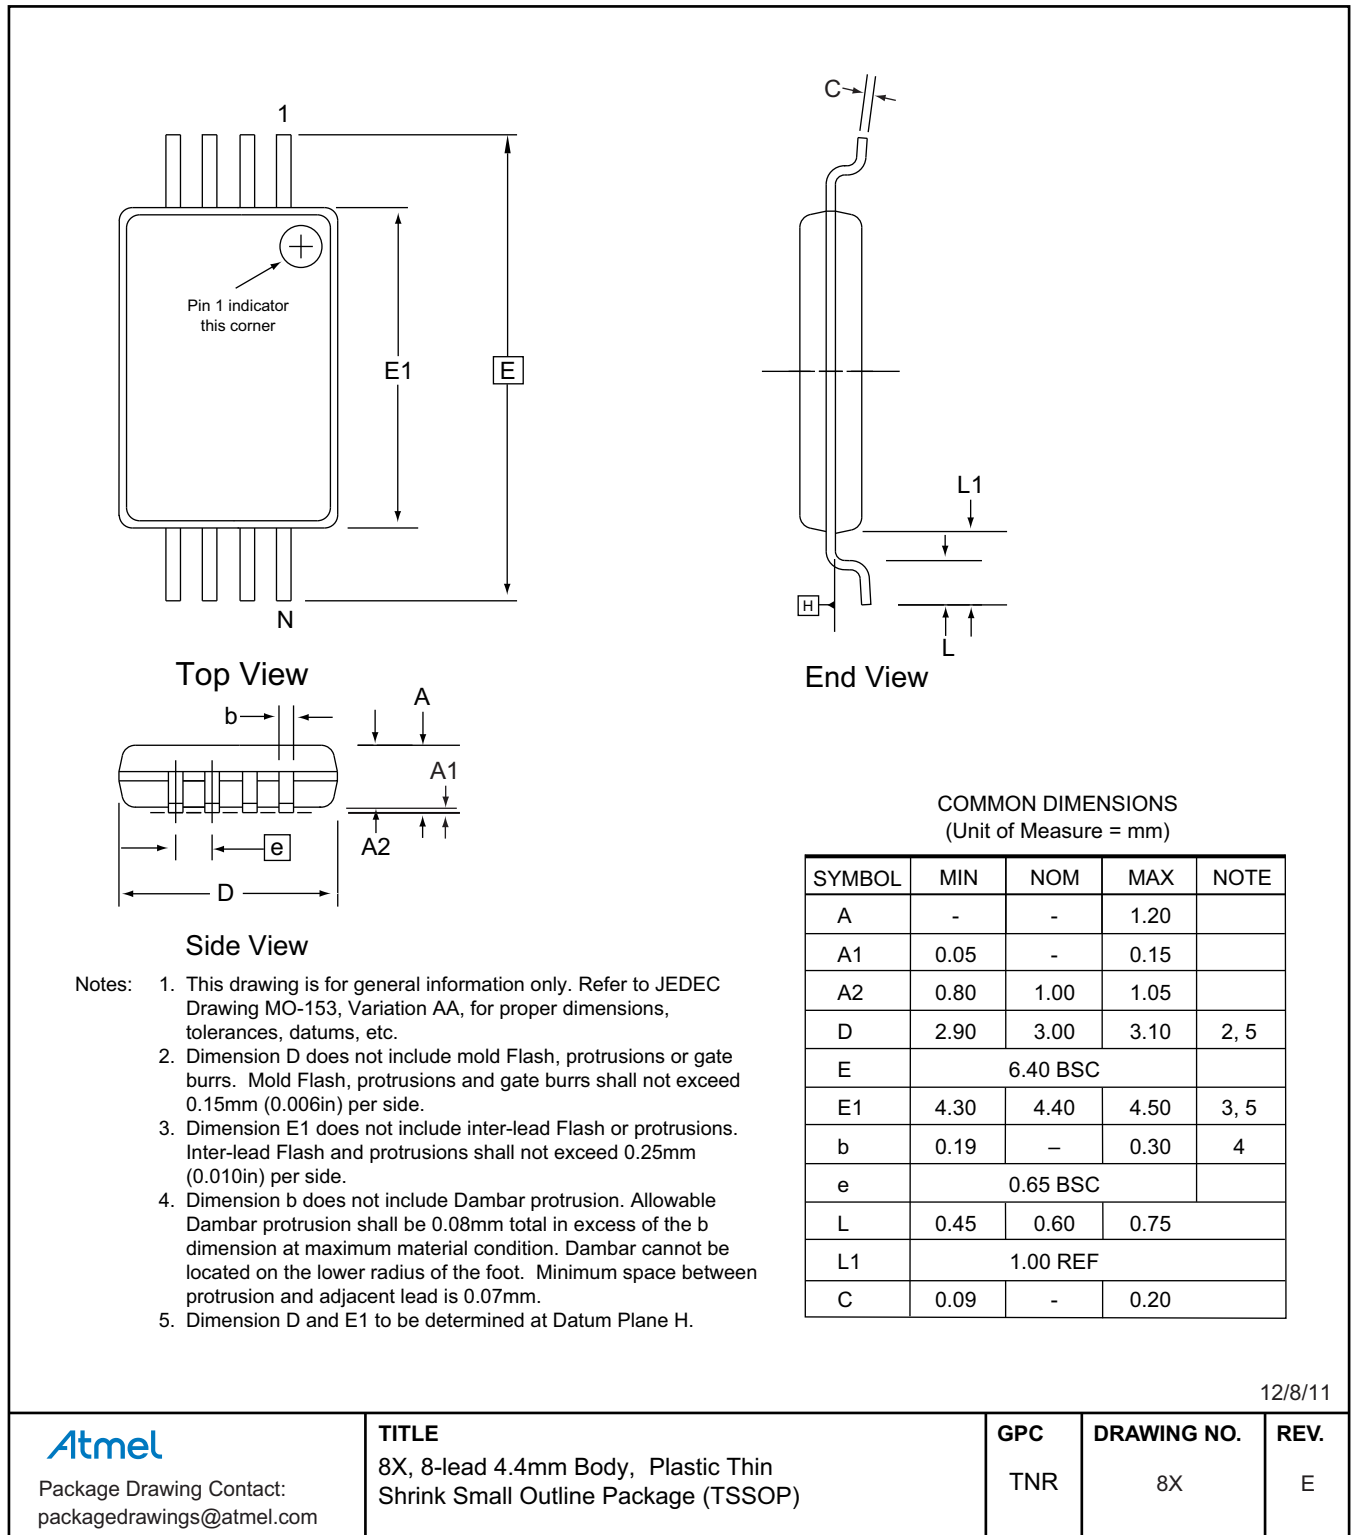 1
C
Pin 1 indicator
this corner
E1
E
L1
H
N
L
Top View
End View
b
A
A1
e
A2
D
Side View
COMMON DIMENSIONS
(Unit of Measure = mm)
SYMBOL MIN NOM MAX NOTE
A - - 1.20
A1 0.05 - 0.15
A2 0.80 1.00 1.05
D 2.90 3.00 3.10 2, 5
E 6.40 BSC
E1 4.30 4.40 4.50 3, 5
b 0.19 – 0.30 4
e 0.65 BSC
L 0.45 0.60 0.75
L1 1.00 REF
C 0.09 - 0.20
Notes: 1. This drawing is for general information only. Refer to JEDEC
Drawing MO-153, Variation AA, for proper dimensions,
tolerances, datums, etc.
2. Dimension D does not include mold Flash, protrusions or gate
burrs. Mold Flash, protrusions and gate burrs shall not exceed
0.15mm (0.006in) per side.
3. Dimension E1 does not include inter-lead Flash or protrusions.
Inter-lead Flash and protrusions shall not exceed 0.25mm
(0.010in) per side.
4. Dimension b does not include Dambar protrusion. Allowable
Dambar protrusion shall be 0.08mm total in excess of the b
dimension at maximum material condition. Dambar cannot be
located on the lower radius of the foot. Minimum space between
protrusion and adjacent lead is 0.07mm.
5. Dimension D and E1 to be determined at Datum Plane H.
12/8/11
Atmel
Package Drawing Contact:
packagedrawings@atmel.com
TITLE
8X, 8-lead 4.4mm Body, Plastic Thin
Shrink Small Outline Package (TSSOP)
GPC
TNR
DRAWING NO.
8X
REV.
E